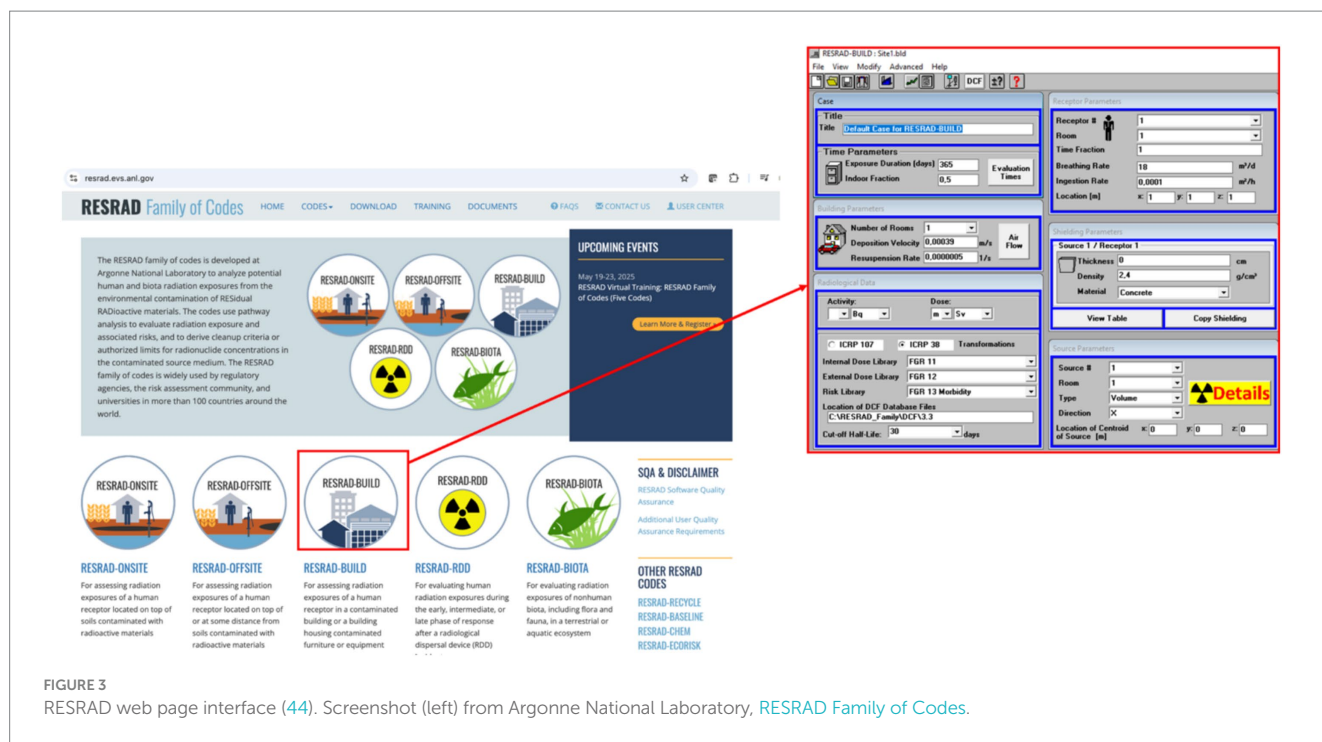 resrad.evs.anl.gov
RESRAD Family of Codes
HOME
CODES
DOWNLOAD
TRAINING
DOCUMENTS
FAQS
CONTACT US
USER CENTER
The RESRAD family of codes is developed at
Argonne National Laboratory to analyze potential
human and biota radiation exposures from the
environmental contamination of RESidual
RADioactive materials. The codes use pathway
analysis to evaluate radiation exposure and
associated risks, and to derive cleanup criteria or
authorized limits for radionuclide concentrations in
the contaminated source medium. The RESRAD
family of codes is widely used by regulatory
agencies, the risk assessment community, and
universities in more than 100 countries around the
world.
RESRAD-ONSITE
RESRAD-OFFSITE
RESRAD-BUILD
RESRAD-RDD
RESRAD-BIOTA
UPCOMING EVENTS
May 19-23, 2025
RESRAD Virtual Training: RESRAD Family
of Codes (Five Codes)
Learn More & Register
RESRAD-ONSITE
RESRAD-OFFSITE
RESRAD-BUILD
RESRAD-RDD
RESRAD-BIOTA
RESRAD-ONSITE
For assessing radiation
exposures of a human
receptor located on top of
soils contaminated with
radioactive materials
RESRAD-OFFSITE
For assessing radiation
exposures of a human
receptor located on top of
or at some distance from
soils contaminated with
radioactive materials
RESRAD-BUILD
For assessing radiation
exposures of a human
receptor in a contaminated
building or a building
housing contaminated
furniture or equipment
RESRAD-RDD
For evaluating human
radiation exposures during
the early, intermediate, or
late phase of response
after a radiological
dispersal device (RDD)
RESRAD-BIOTA
For evaluating radiation
exposures of nonhuman
biota, including flora and
fauna, in a terrestrial or
aquatic ecosystem
SQA & DISCLAIMER
RESRAD Software Quality
Assurance
Additional User Quality
Assurance Requirements
OTHER RESRAD
CODES
RESRAD-RECYCLE
RESRAD-BASELINE
RESRAD-CHEM
RESRAD-ECORISK
RESRAD-BUILD : Site1.bld
File View Modify Advanced Help
DCF ±? ?
Case
Title
Title Default Case for RESRAD-BUILD
Time Parameters
Exposure Duration (days) 365
Indoor Fraction 0,5
Evaluation
Times
Building Parameters
Number of Rooms 1
Deposition Velocity 0,00039 m/s
Resuspension Rate 0,0000005 1/s
Air
Flow
Radiological Data
Activity: Dose:
Bq m Sv
ICRP 107 ICRP 38 Transformations
Internal Dose Library FGR 11
External Dose Library FGR 12
Risk Library FGR 13 Morbidity
Location of DCF Database Files
C:\RESRAD_Family\DCF\3.3
Cut-off Half-Life: 30 days
Receptor Parameters
Receptor # 1
Room 1
Time Fraction 1
Breathing Rate 18 m³/d
Ingestion Rate 0,0001 m²/h
Location [m] x: 1 y: 1 z: 1
Shielding Parameters
Source 1 / Receptor 1
Thickness 0 cm
Density 2,4 g/cm³
Material Concrete
View Table Copy Shielding
Source Parameters
Source # 1
Room 1
Type Volume
Direction X
Details
Location of Centroid x: 0 y: 0 z: 0
of Source [m]
FIGURE 3
RESRAD web page interface (44). Screenshot (left) from Argonne National Laboratory, RESRAD Family of Codes.